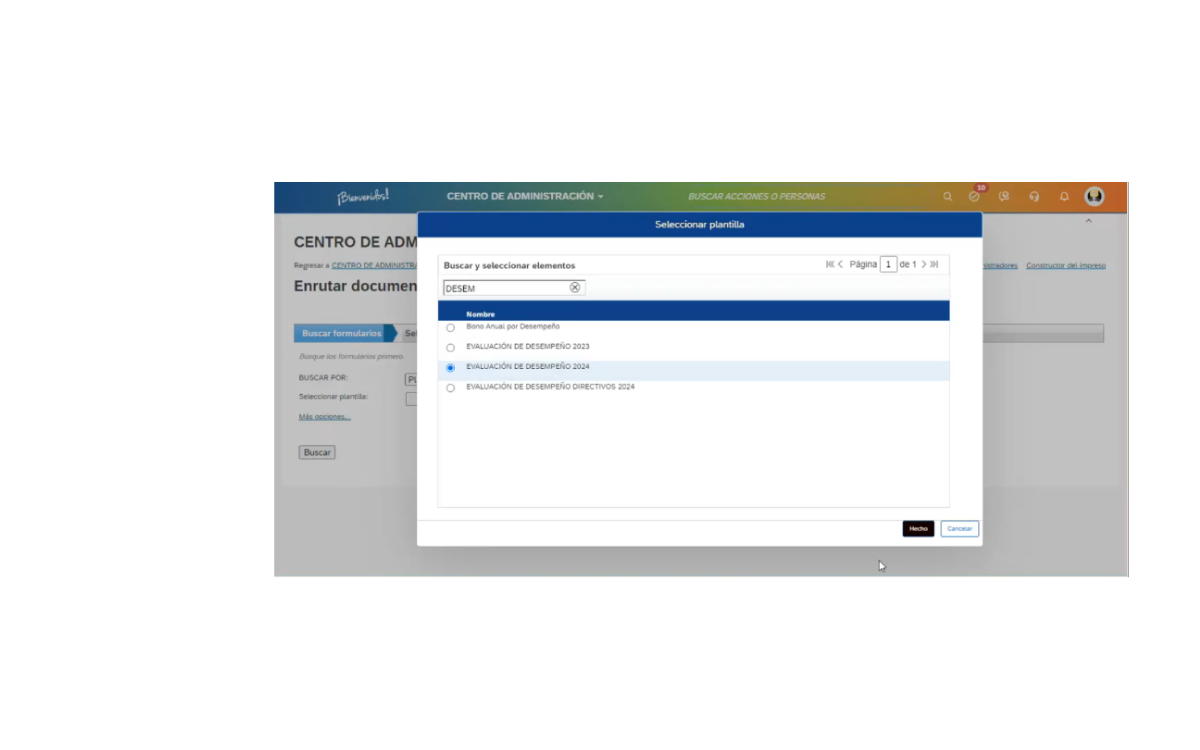 ¡Bienvenidos!
CENTRO DE ADMINISTRACIÓN
BUSCAR ACCIONES O PERSONAS
10
Seleccionar plantilla
CENTRO DE ADM
Regresar a CENTRO DE ADMINISTRA
Constructor del impreso
Enrutar documen
Buscar y seleccionar elementos
Página 1 de 1
DESEM
Nombre
Bono Anual por Desempeño
EVALUACIÓN DE DESEMPEÑO 2023
EVALUACIÓN DE DESEMPEÑO 2024
EVALUACIÓN DE DESEMPEÑO DIRECTIVOS 2024
Buscar formularios
Sel
Busque los formularios primero.
BUSCAR POR:
Seleccionar plantilla:
Más opciones...
Buscar
Hecho
Cancelar